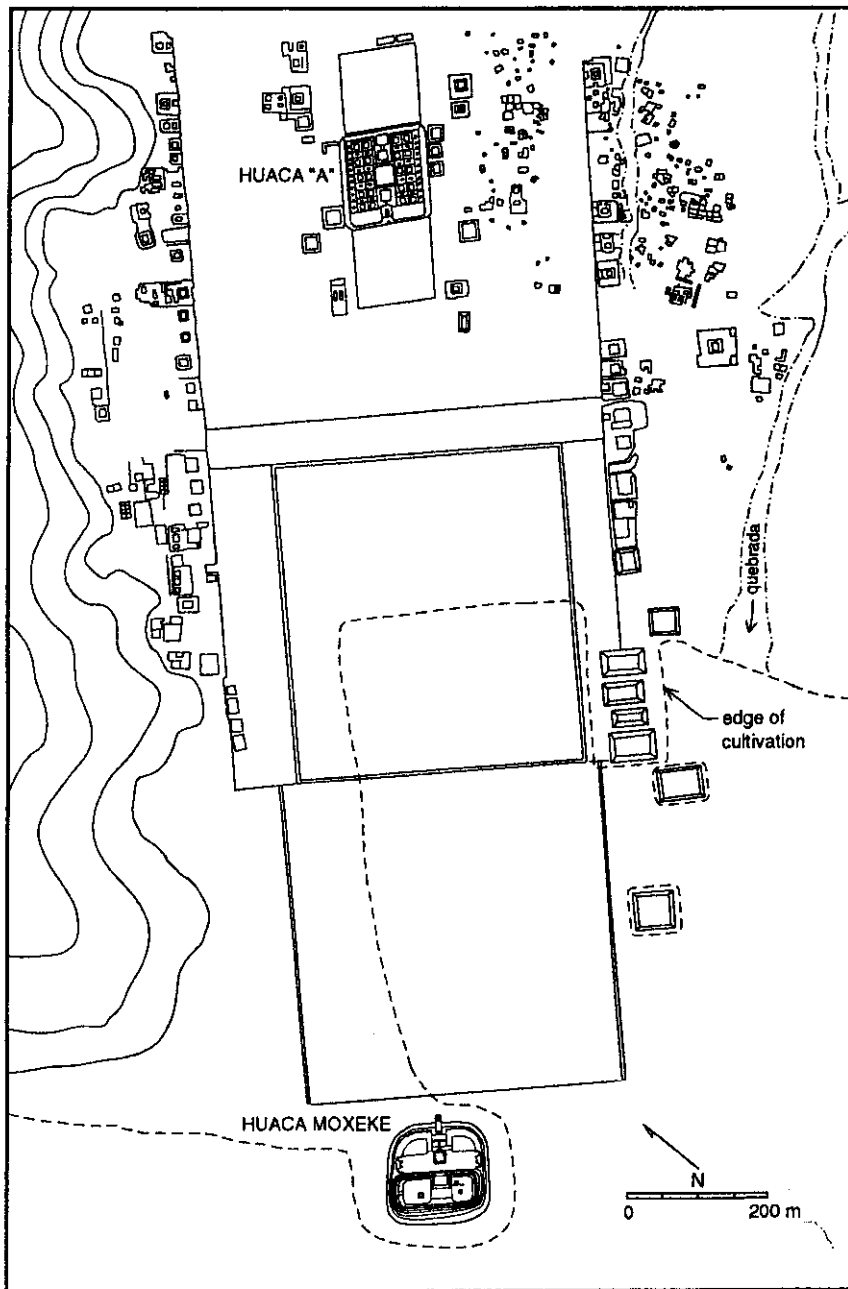 HUACA "A"
quebrada
edge of
cultivation
HUACA MOXEKE
N
0 200 m